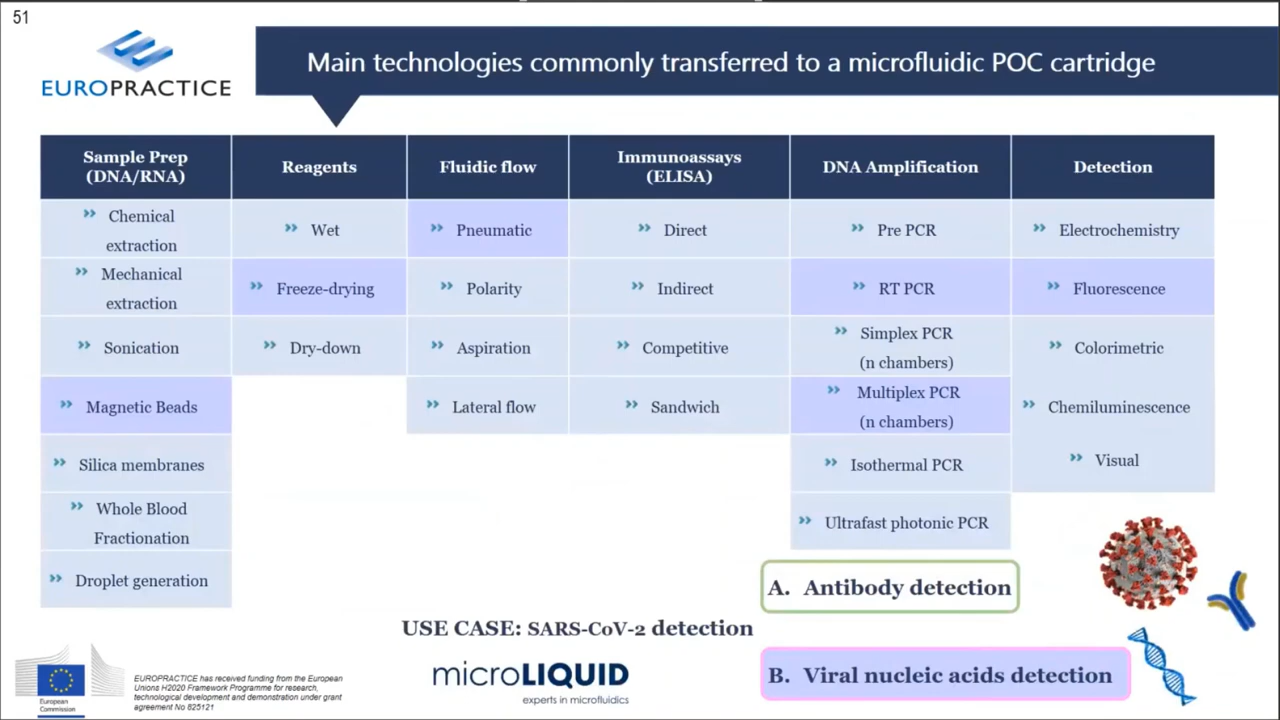 51
EUROPRACTICE
Main technologies commonly transferred to a microfluidic POC cartridge
Sample Prep
(DNA/RNA)
Reagents
Fluidic flow
Immunoassays
(ELISA)
DNA Amplification
Detection
Chemical
extraction
Wet
Pneumatic
Direct
Pre PCR
Electrochemistry
Mechanical
extraction
Freeze-drying
Polarity
Indirect
RT PCR
Fluorescence
Sonication
Dry-down
Aspiration
Competitive
Simplex PCR
(n chambers)
Colorimetric
Magnetic Beads
Lateral flow
Sandwich
Multiplex PCR
(n chambers)
Chemiluminescence
Silica membranes
Isothermal PCR
Visual
Whole Blood
Fractionation
Ultrafast photonic PCR
Droplet generation
A. Antibody detection
USE CASE: SARS-CoV-2 detection
microLIQUID
experts in microfluidics
B. Viral nucleic acids detection
European
Commission
EUROPRACTICE has received funding from the European
Unions H2020 Framework Programme for research,
technological development and demonstration under grant
agreement No 825121